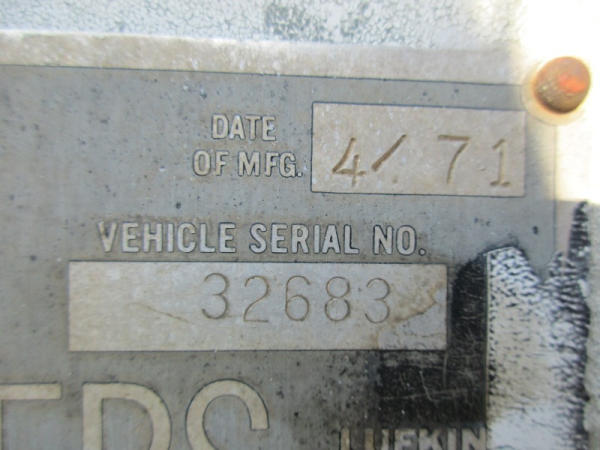 DATE
OF MFG. 4/71
VEHICLE SERIAL NO.
32683
LUFKIN